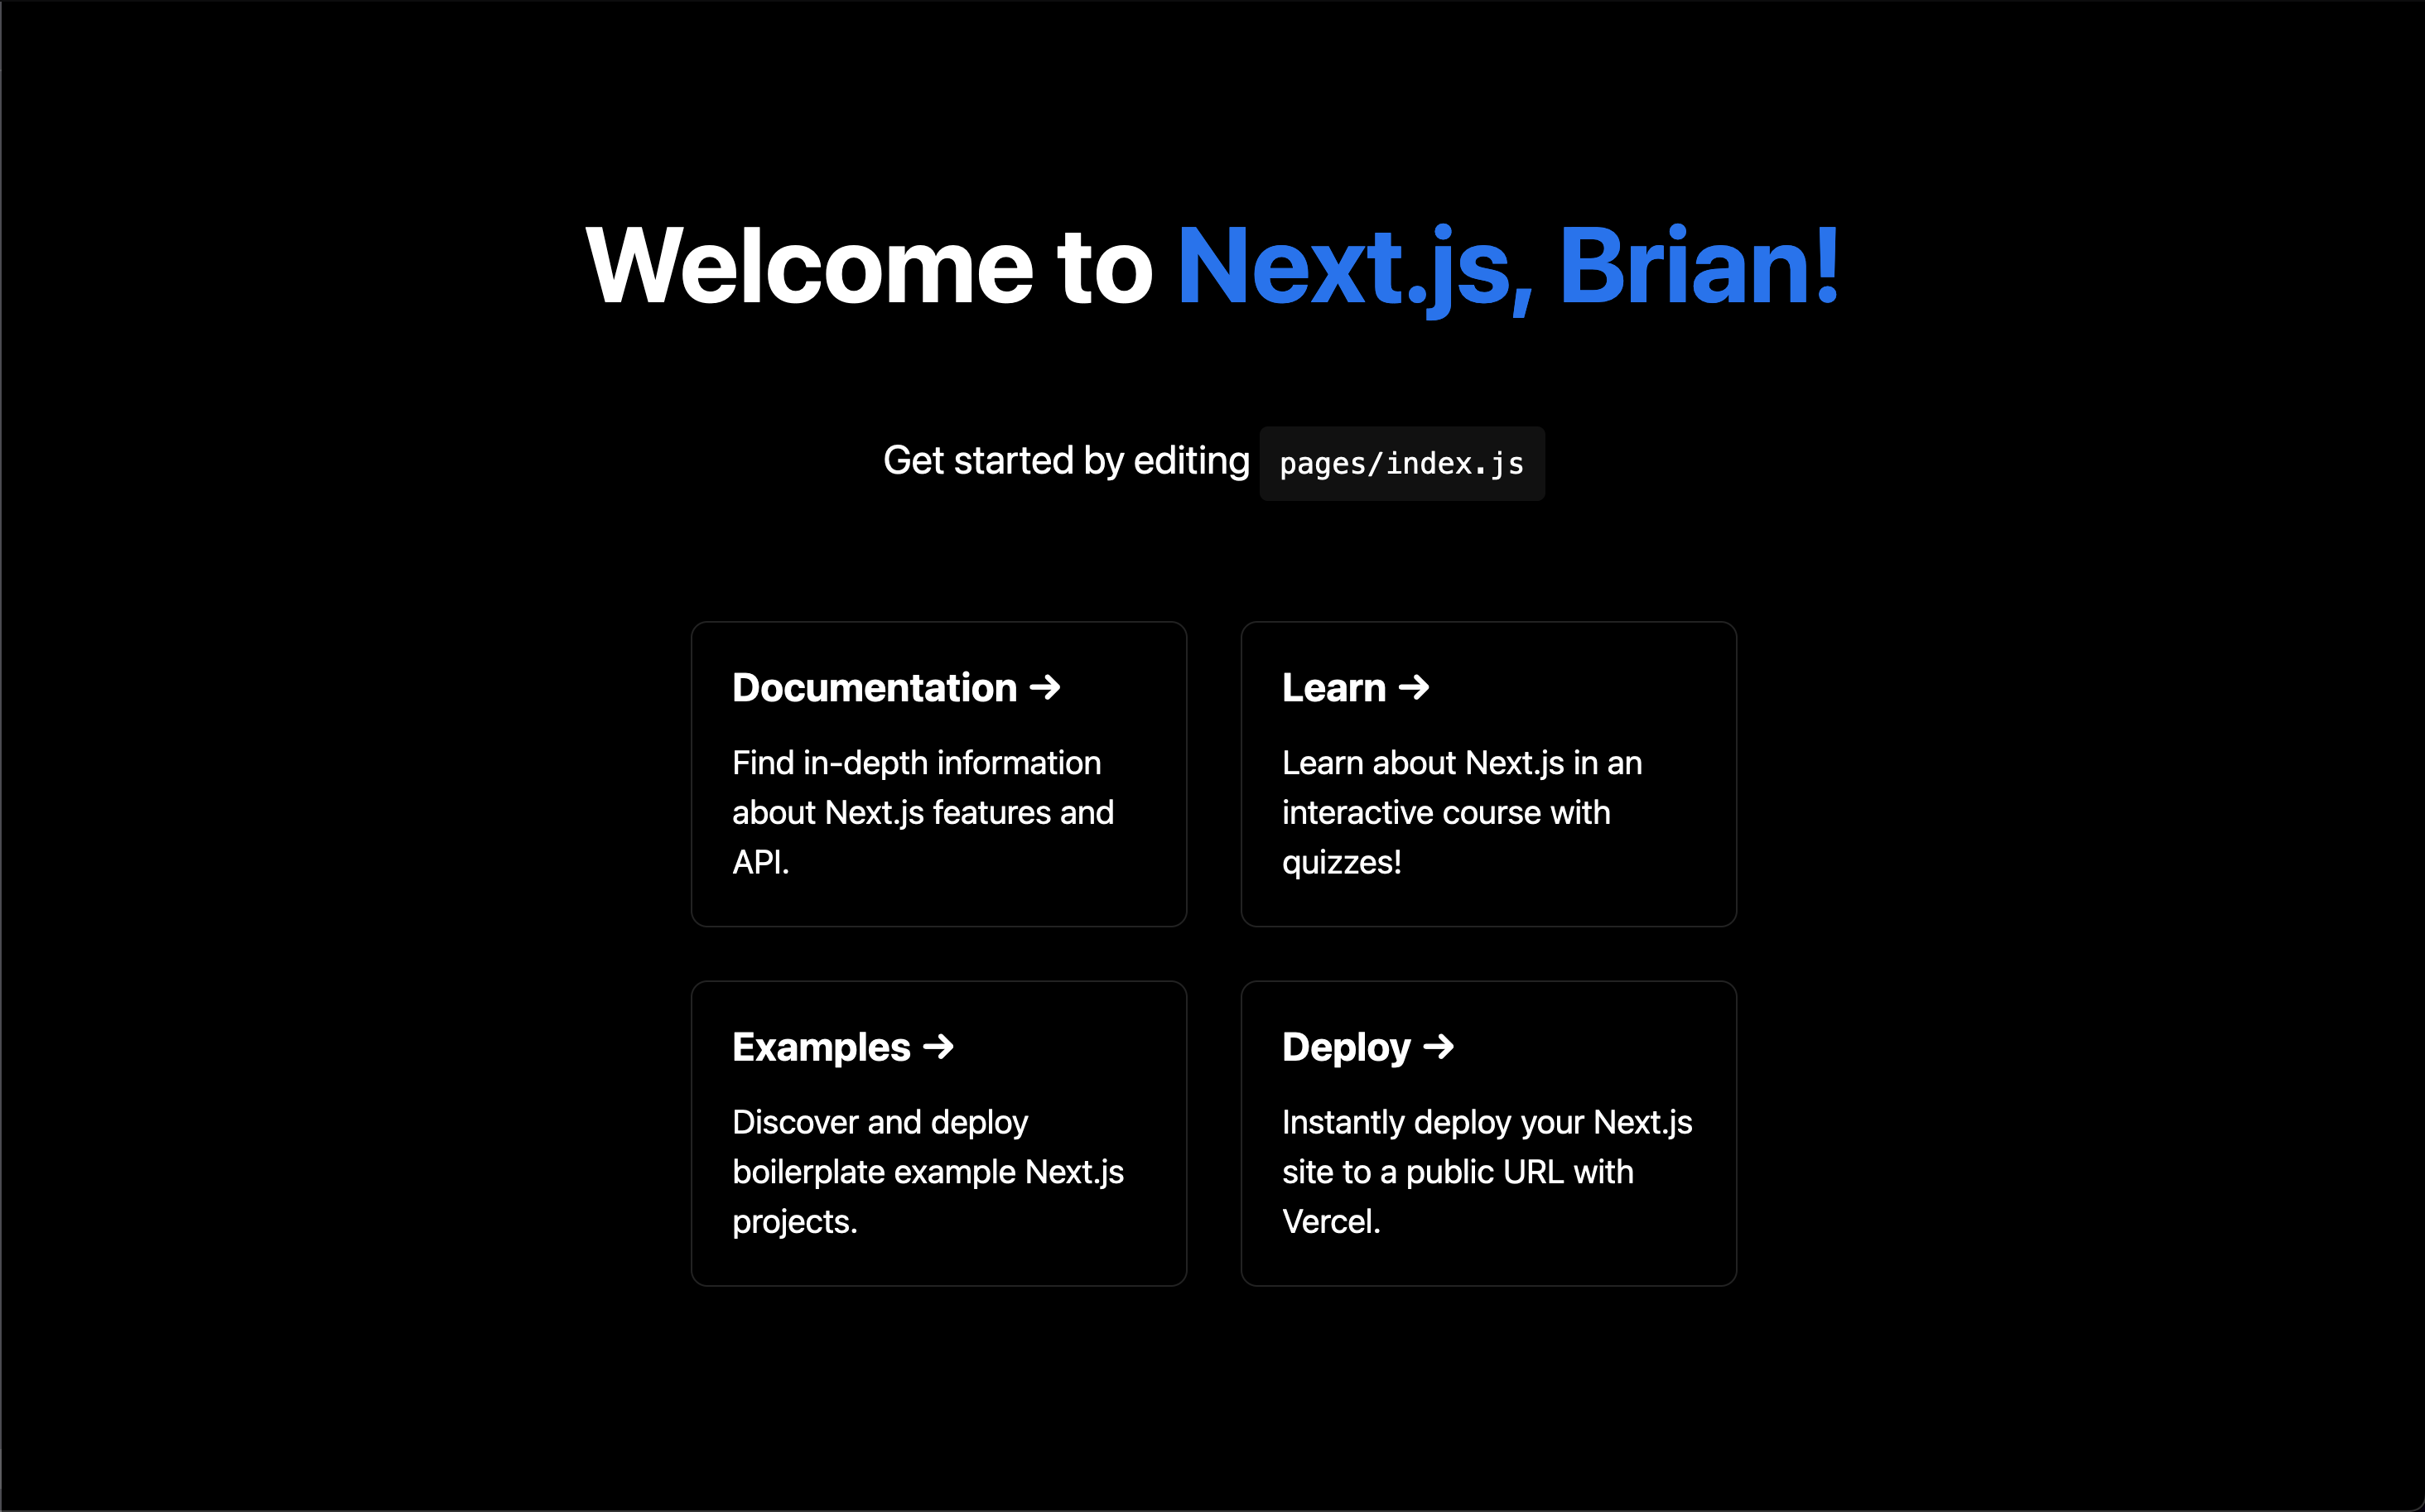 Welcome to Next.js, Brian!
Get started by editing pages/index.js
Documentation →
Find in-depth information
about Next.js features and
API.
Learn →
Learn about Next.js in an
interactive course with
quizzes!
Examples →
Discover and deploy
boilerplate example Next.js
projects.
Deploy →
Instantly deploy your Next.js
site to a public URL with
Vercel.